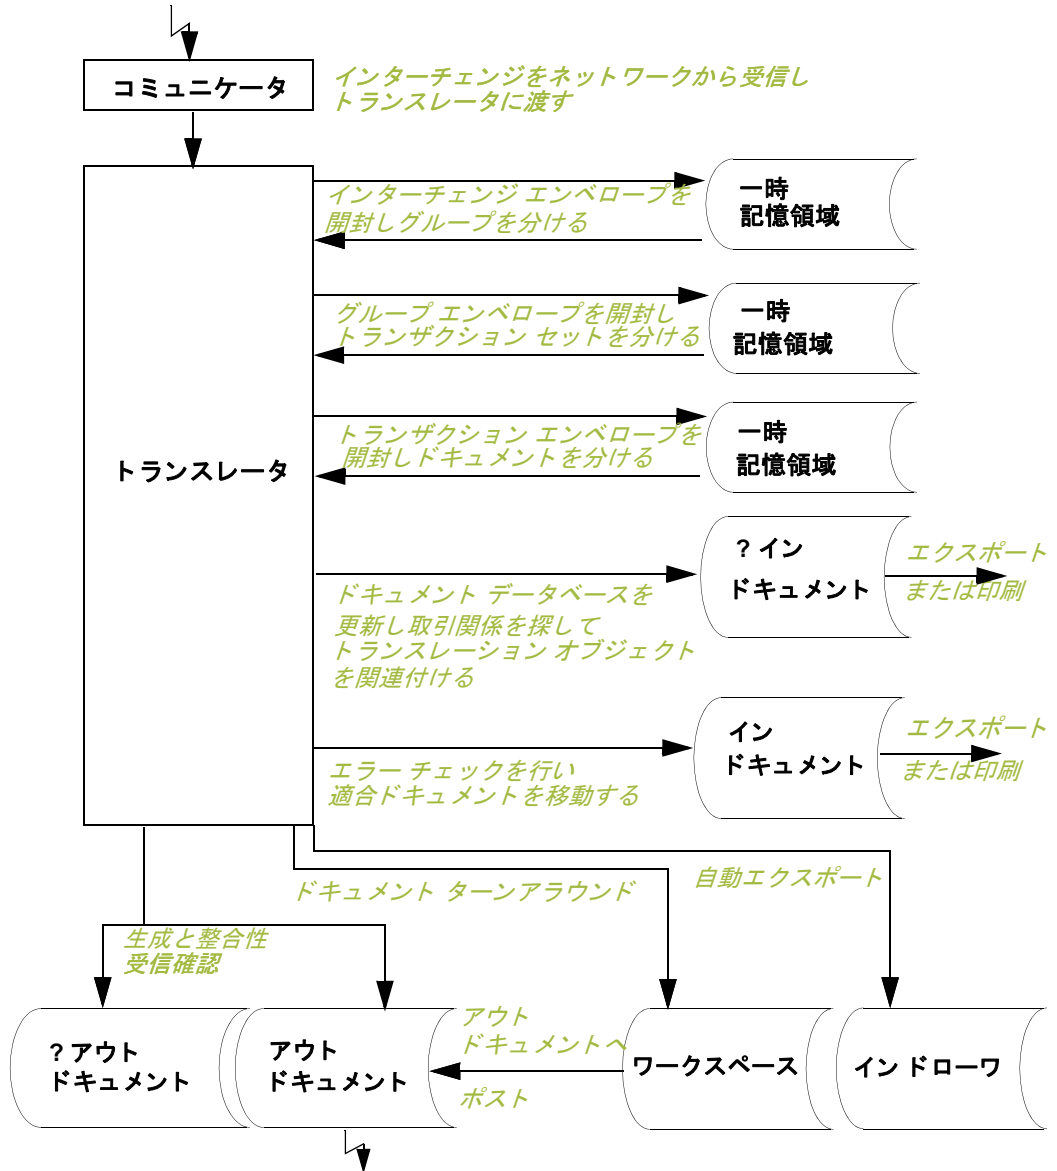 コミュニケータ
インターチェンジをネットワークから受信し
トランスレータに渡す
インターチェンジ エンベロープを
開封しグループを分ける
一時
記憶領域
グループ エンベロープを開封し
トランザクション セットを分ける
一時
記憶領域
トランスレータ
トランザクション エンベロープを
開封しドキュメントを分ける
一時
記憶領域
ドキュメント データベースを
更新し取引関係を探して
トランスレーション オブジェクト
を関連付ける
? イン
ドキュメント
エクスポート
または印刷
エラー チェックを行い
適合ドキュメントを移動する
イン
ドキュメント
エクスポート
または印刷
ドキュメント ターンアラウンド
自動エクスポート
生成と整合性
受信確認
? アウト
ドキュメント
アウト
ドキュメント
アウト
ドキュメントへ
ポスト
ワークスペース
イン ドローワ